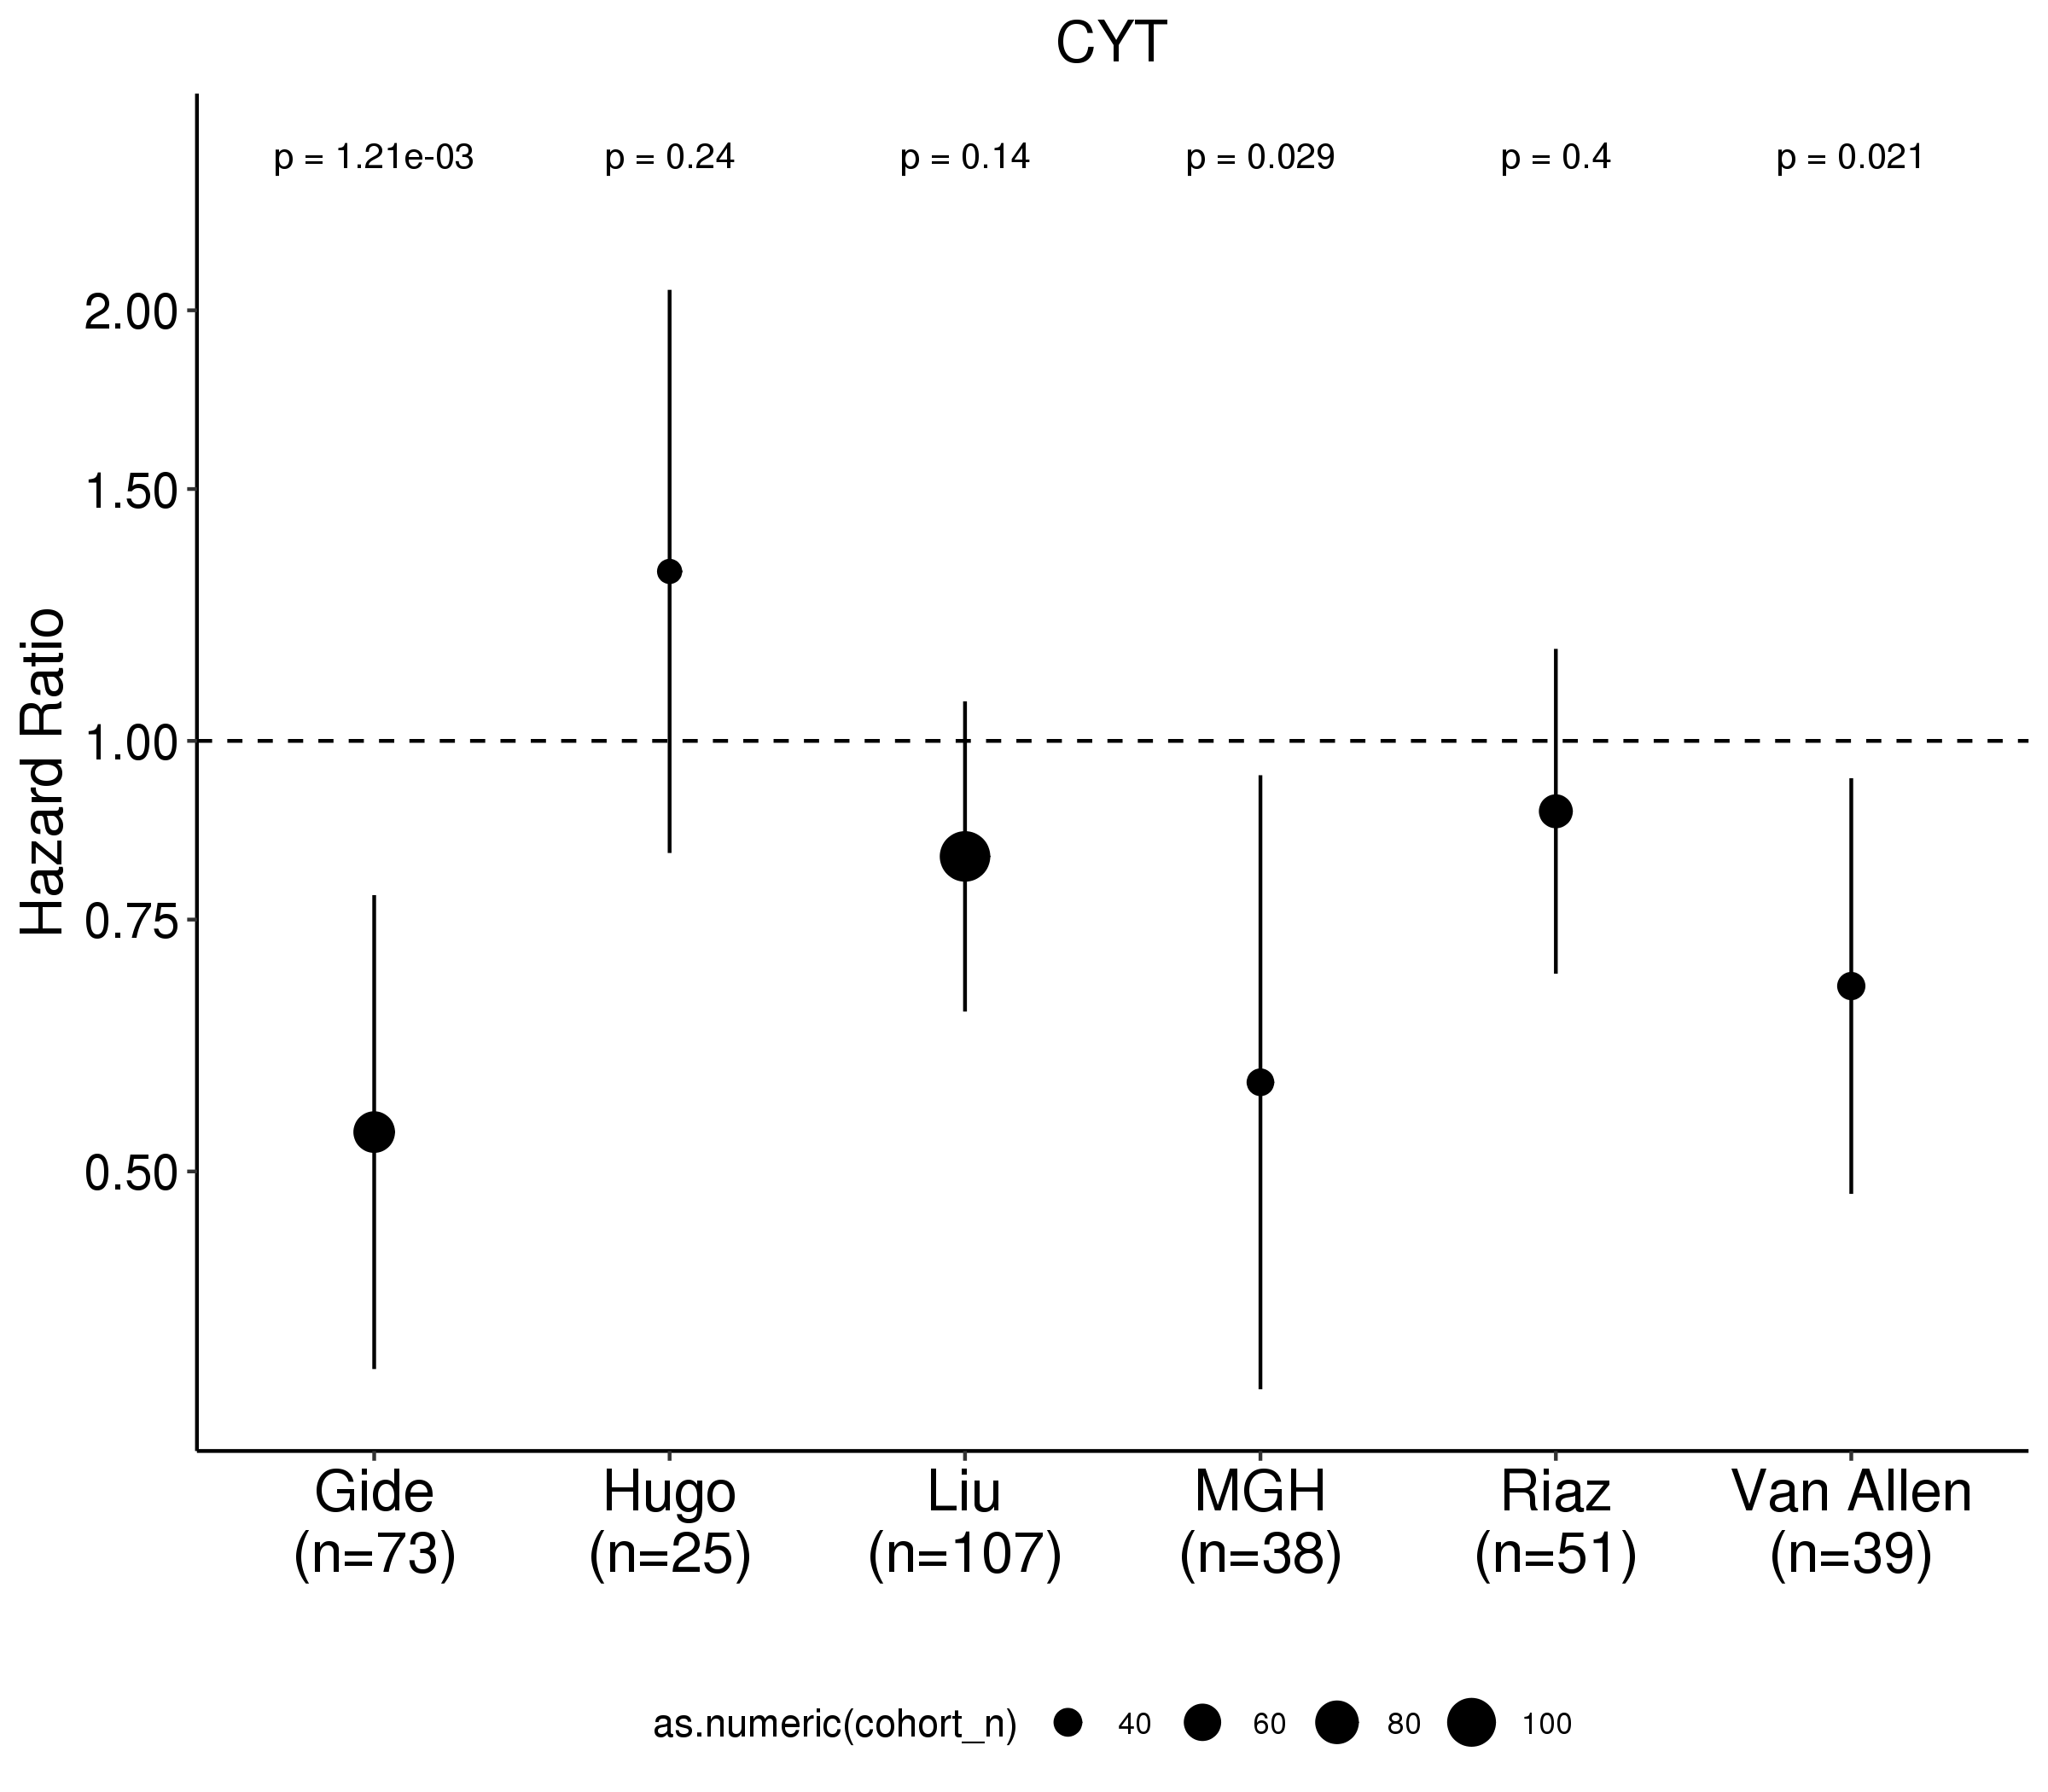 CYT
p = 1.21e-03 p = 0.24 p = 0.14 p = 0.029 p = 0.4 p = 0.021
Hazard Ratio
2.00
1.50
1.00
0.75
0.50
Gide Hugo Liu MGH Riaz Van Allen
(n=73) (n=25) (n=107) (n=38) (n=51) (n=39)
as.numeric(cohort_n) 40 60 80 100